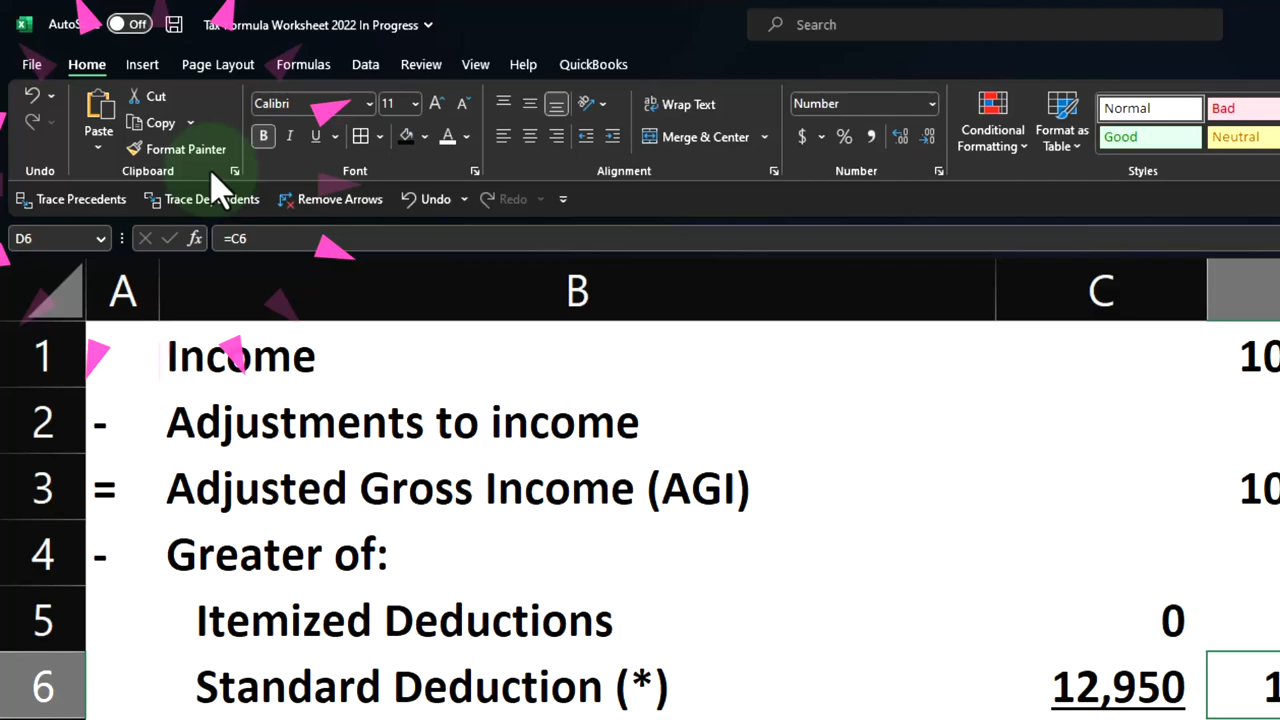 AutoS Off Tax Formula Worksheet 2022 In Progress Search
File Home Insert Page Layout Formulas Data Review View Help QuickBooks
Paste Cut Calibri 11 Wrap Text Number Conditional Formatting Format as Table Normal Bad
Copy Format Painter B I U A Merge & Center $ % Good Neutral
Undo Clipboard Font Alignment Number Styles
Trace Precedents Trace Dependents Remove Arrows Undo Redo
D6 fx =C6
A B C
1 Income 10
2 - Adjustments to income
3 = Adjusted Gross Income (AGI) 10
4 - Greater of:
5 Itemized Deductions 0
6 Standard Deduction (*) 12,950 1